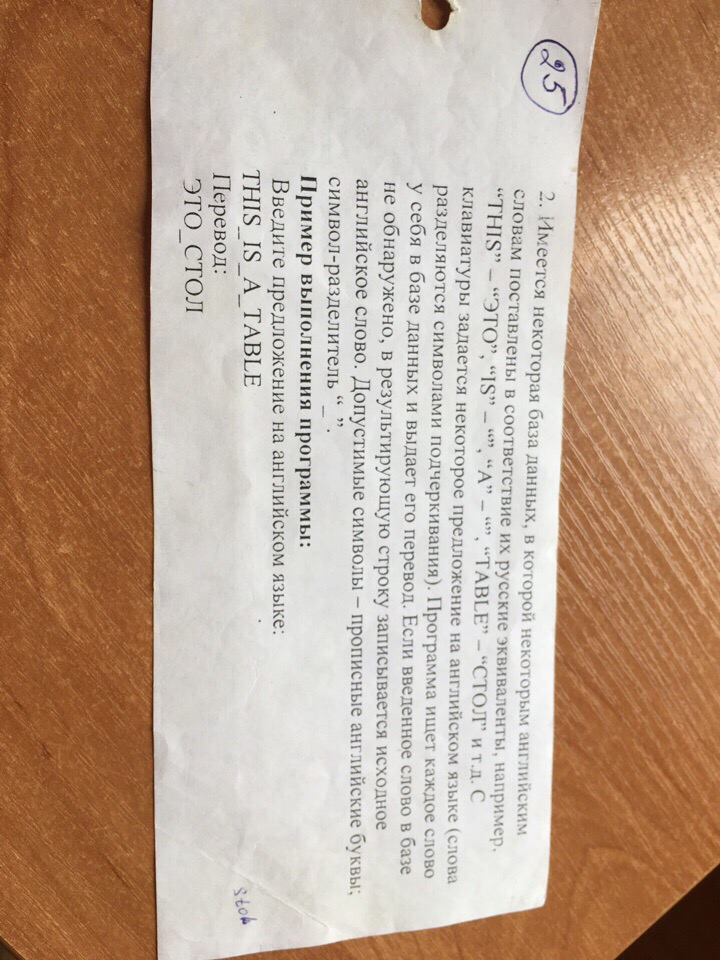 25
2. Имеется некоторая база данных, в которой некоторым английским
словам поставлены в соответствие их русские эквиваленты, например,
“THIS” – “ЭТО”, “IS” – “”, “A” – “”, “TABLE” – “СТОЛ” и т.д. С
клавиатуры задается некоторое предложение на английском языке (слова
разделяются символами подчеркивания). Программа ищет каждое слово
у себя в базе данных и выдает его перевод. Если введенное слово в базе
не обнаружено, в результирующую строку записывается исходное
английское слово. Допустимые символы – прописные английские буквы;
символ-разделитель “_”.
Пример выполнения программы:
Введите предложение на английском языке:
THIS_IS_A_TABLE
Перевод:
ЭТО_СТОЛ